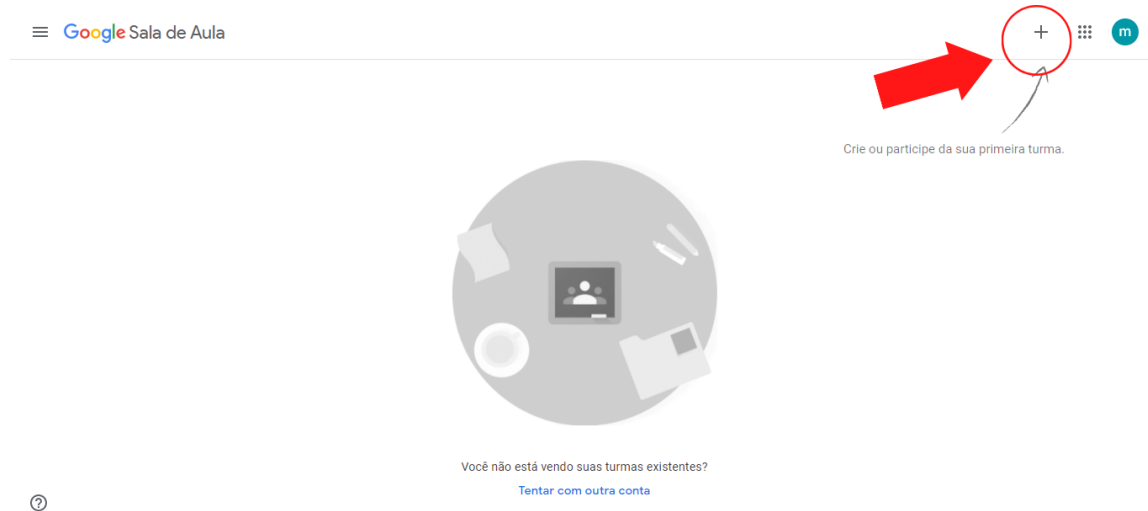 Google Sala de Aula
m
Crie ou participe da sua primeira turma.
Você não está vendo suas turmas existentes?
Tentar com outra conta